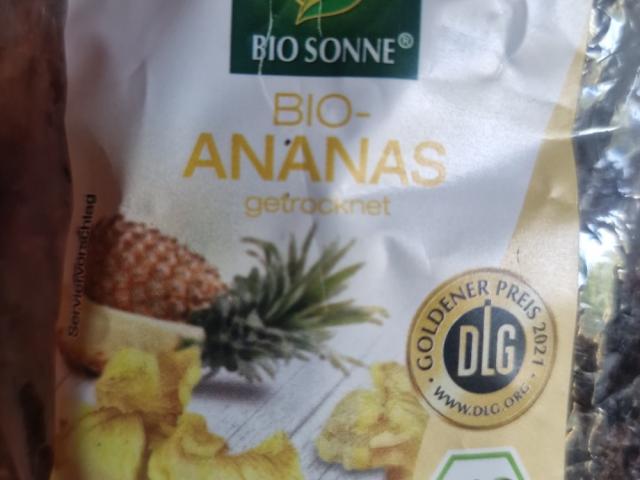 BIO SONNE®
BIO-
ANANAS
getrocknet
Serviervorschlag
GOLDENER PREIS 2021
DLG
WWW.DLG.ORG